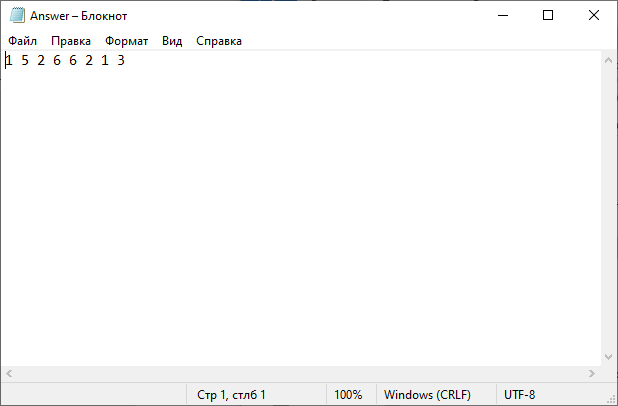 Answer – Блокнот
Файл Правка Формат Вид Справка
1 5 2 6 6 2 1 3
Стр 1, стлб 1 100% Windows (CRLF) UTF-8